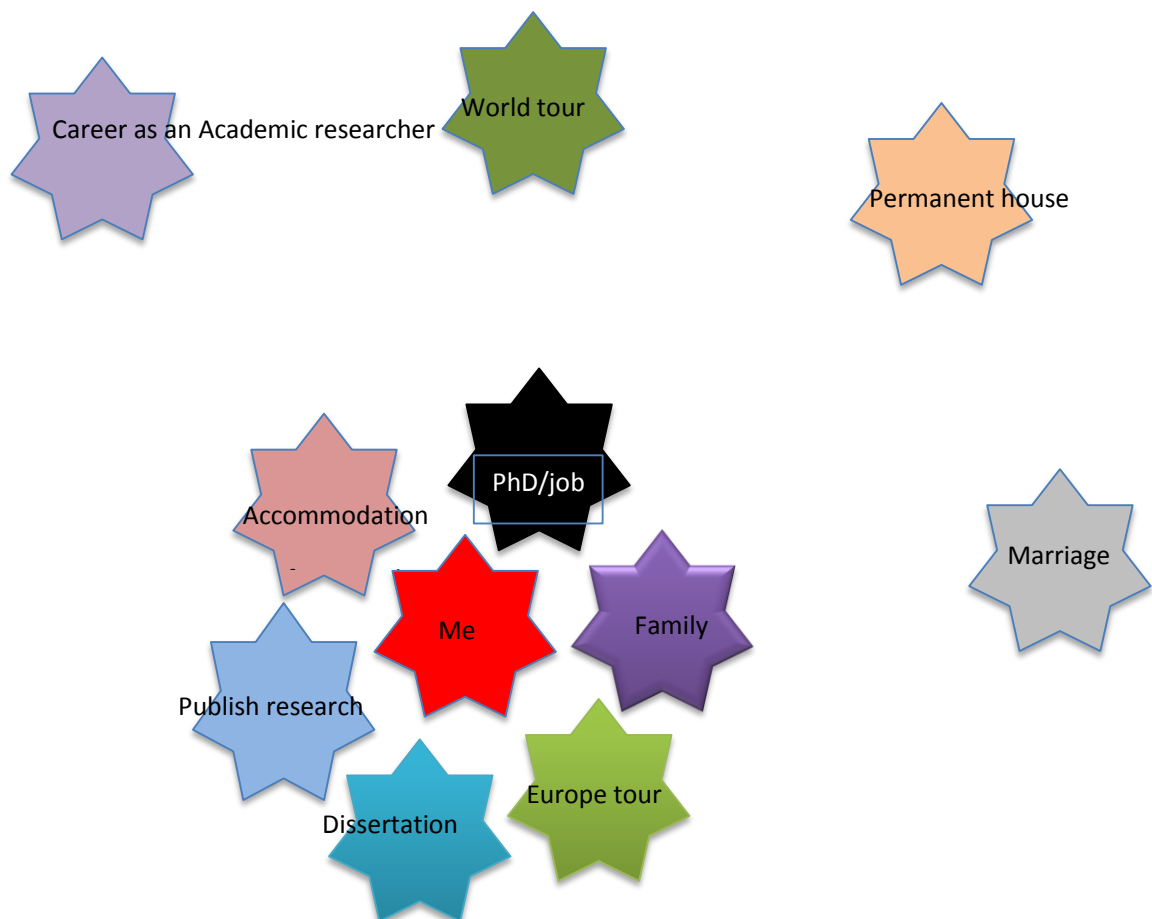 World tour
Career as an Academic researcher
Permanent house
PhD/job
Accommodation
Marriage
Me
Family
Publish research
Europe tour
Dissertation